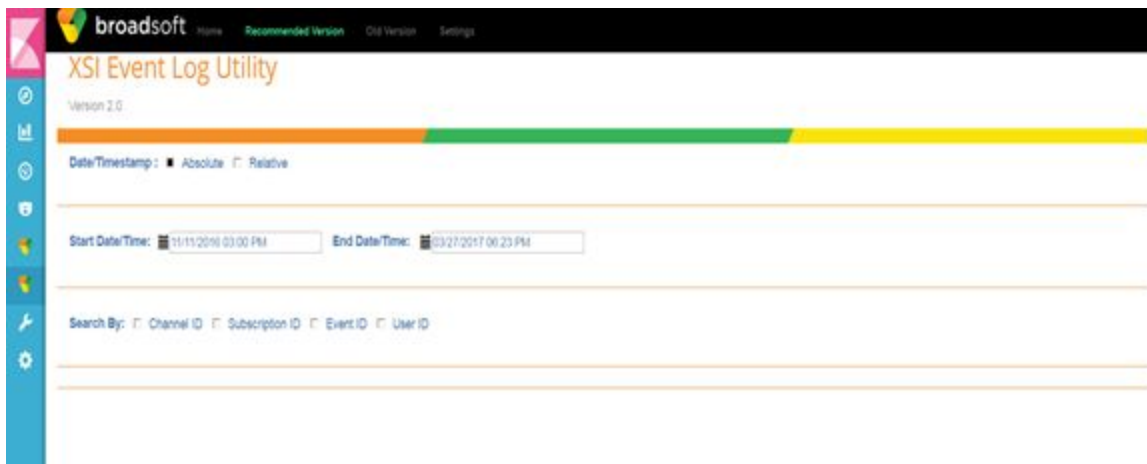 broadsoft Home Recommended Version Old Version Settings
XSI Event Log Utility
Version 2.0
Date/Timestamp : Absolute Relative
Start Date/Time: 11/11/2016 03:00 PM End Date/Time: 03/27/2017 06:23 PM
Search By: Channel ID Subscription ID Event ID User ID